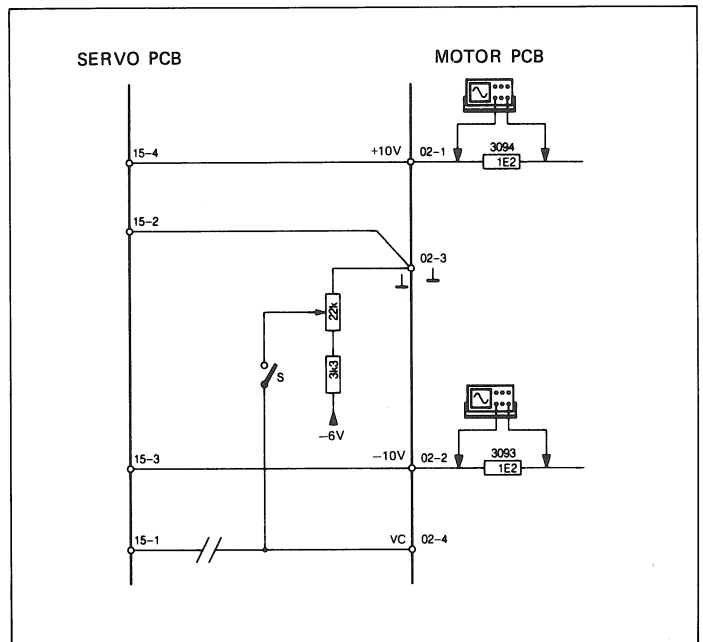 SERVO PCB
MOTOR PCB
15-4
+10V
02-1
3094
1E2
15-2
02-3
22k
3k3
S
−6V
15-3
−10V
02-2
3093
1E2
15-1
VC
02-4